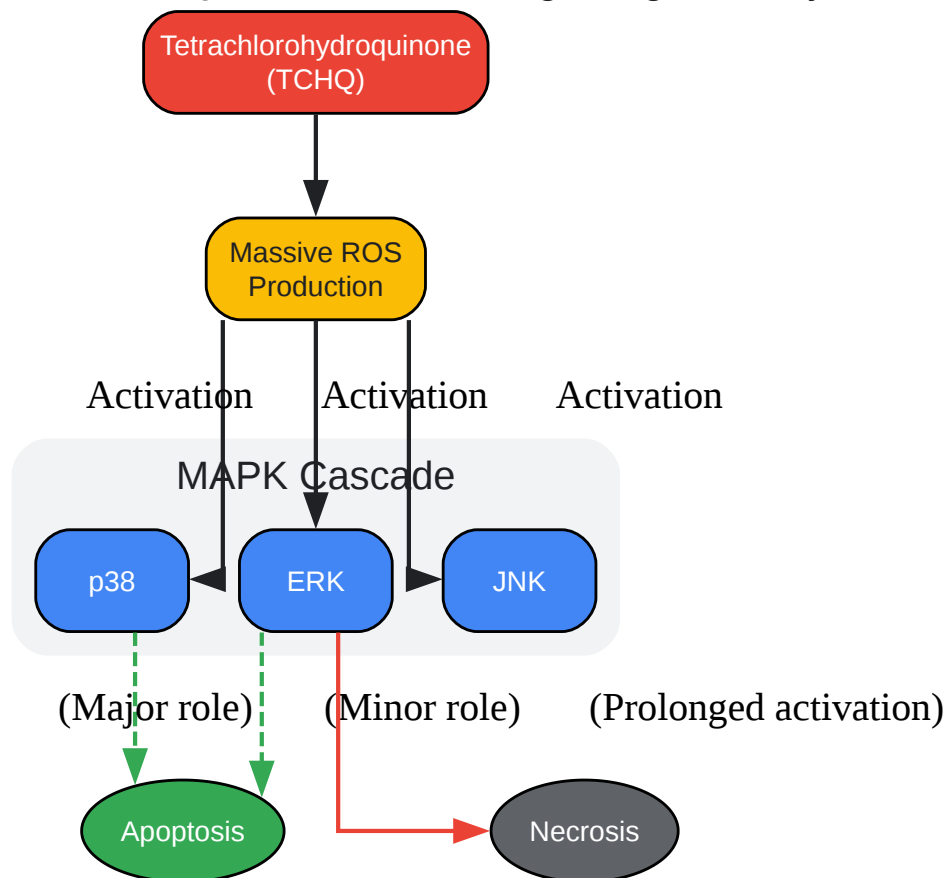 Tetrachlorohydroquinone
(TCHQ)
Massive ROS
Production
Activation Activation Activation
MAPK Cascade
p38 ERK JNK
(Major role) (Minor role) (Prolonged activation)
Apoptosis Necrosis